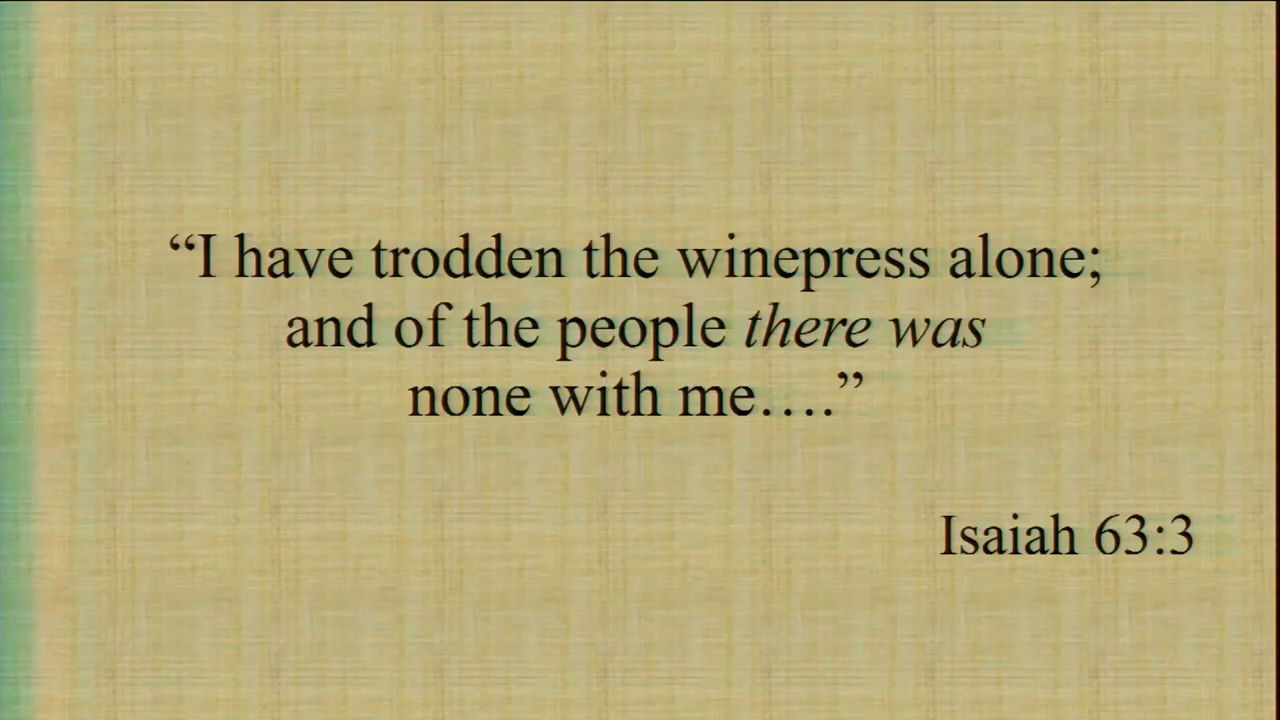 “I have trodden the winepress alone;
and of the people there was
none with me….”
Isaiah 63:3